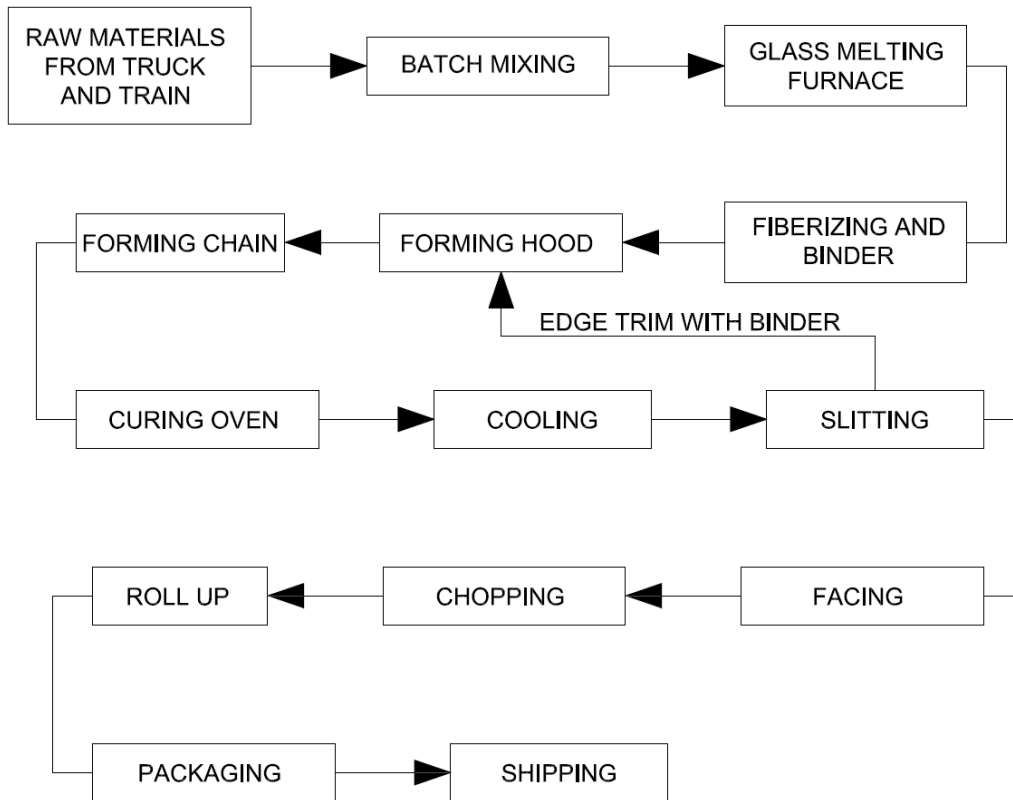 RAW MATERIALS
FROM TRUCK
AND TRAIN
BATCH MIXING
GLASS MELTING
FURNACE
FORMING CHAIN
FORMING HOOD
FIBERIZING AND
BINDER
EDGE TRIM WITH BINDER
CURING OVEN
COOLING
SLITTING
ROLL UP
CHOPPING
FACING
PACKAGING
SHIPPING